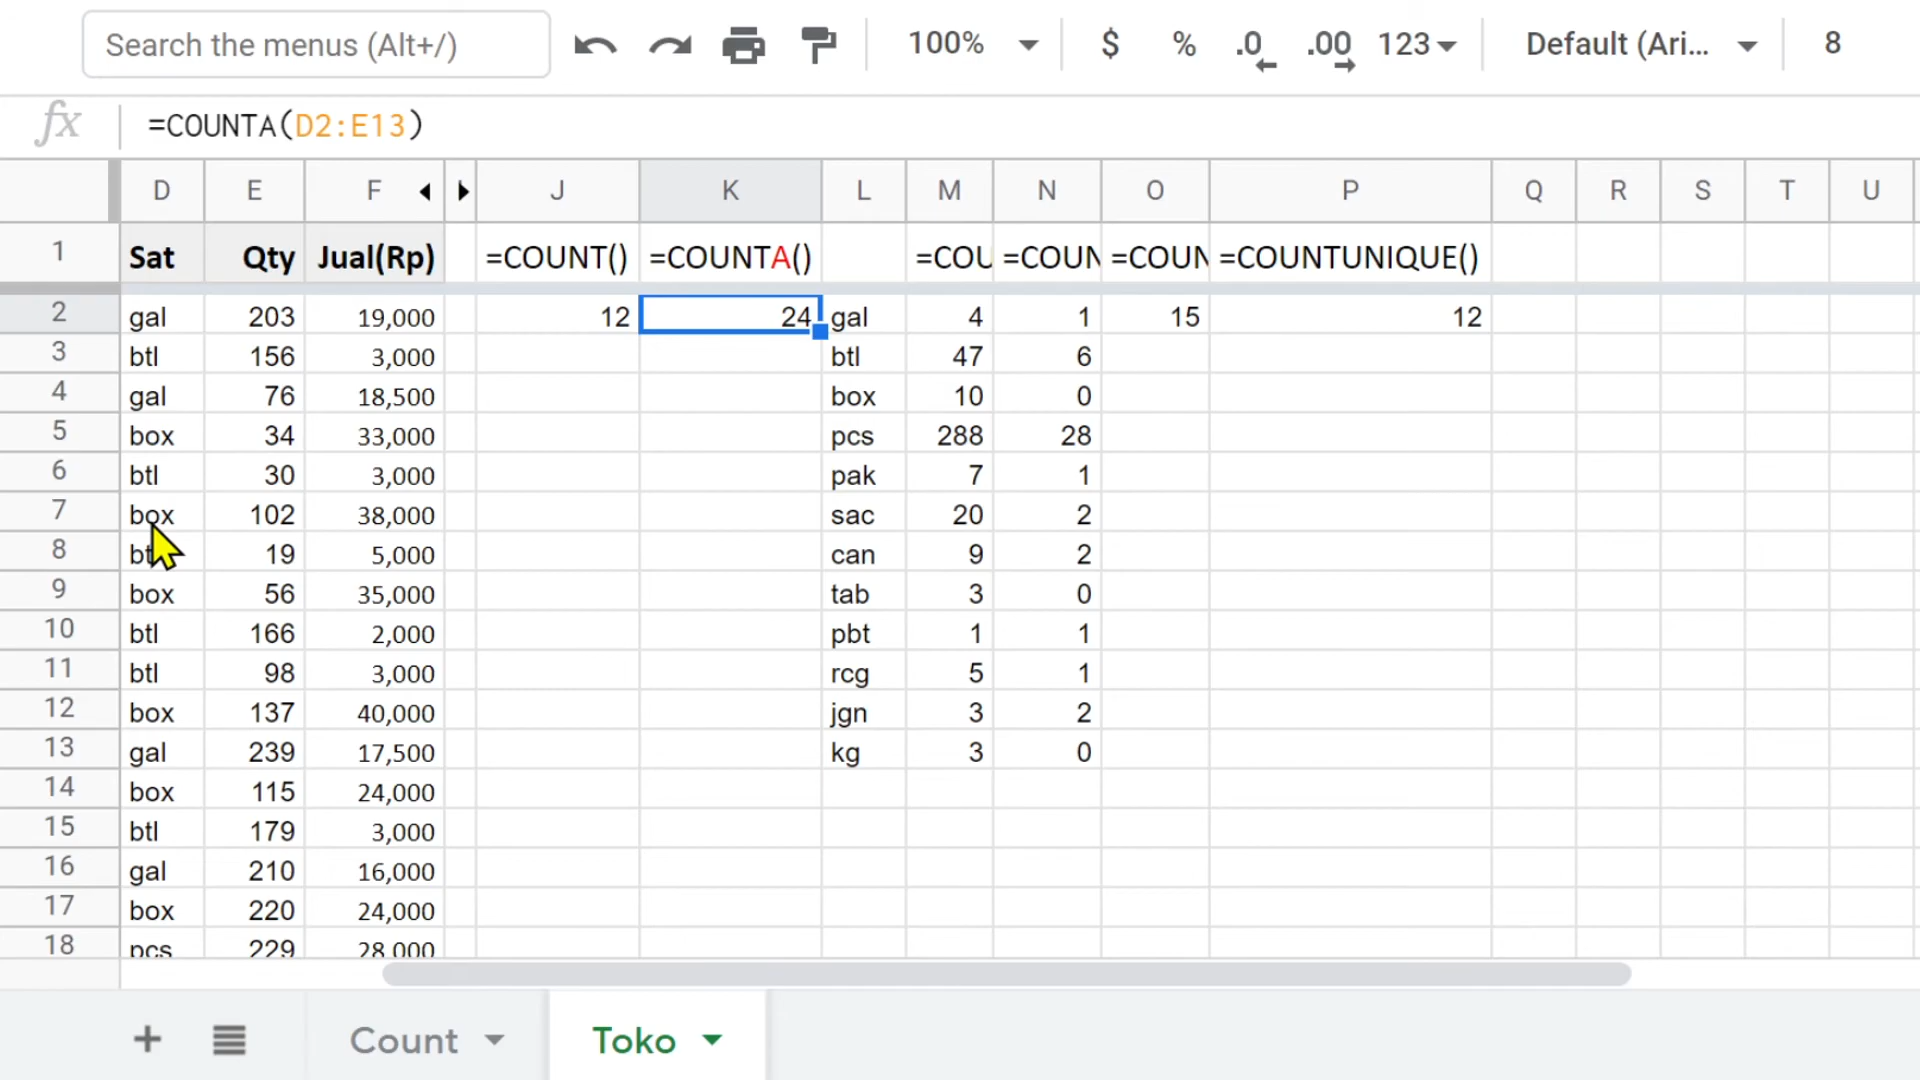 Search the menus (Alt+/) 100% $ % .0 .00 123 Default (Ari... 8
fx =COUNTA(D2:E13)
D E F J K L M N O P Q R S T U
1 Sat Qty Jual(Rp) =COUNT() =COUNTA() =COU =COUN =COUN =COUNTUNIQUE()
2 gal 203 19,000 12 24 gal 4 1 15 12
3 btl 156 3,000 btl 47 6
4 gal 76 18,500 box 10 0
5 box 34 33,000 pcs 288 28
6 btl 30 3,000 pak 7 1
7 box 102 38,000 sac 20 2
8 19 5,000 can 9 2
9 box 56 35,000 tab 3 0
10 btl 166 2,000 pbt 1 1
11 btl 98 3,000 rcg 5 1
12 box 137 40,000 jgn 3 2
13 gal 239 17,500 kg 3 0
14 box 115 24,000
15 btl 179 3,000
16 gal 210 16,000
17 box 220 24,000
18 pcs 229 28,000
+ Count Toko